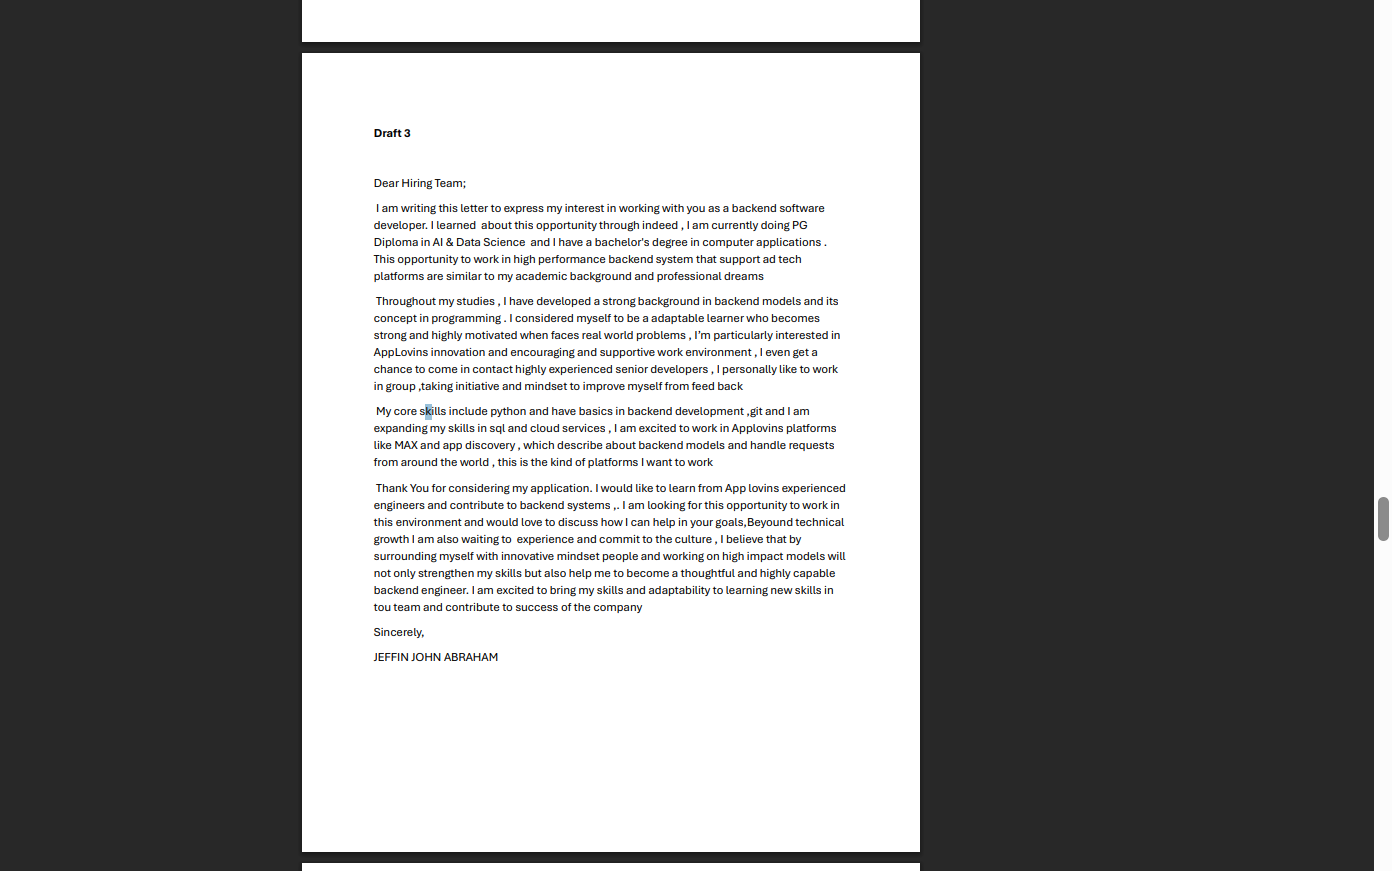 Draft 3
Dear Hiring Team;
I am writing this letter to express my interest in working with you as a backend software
developer. I learned  about this opportunity through indeed , I am currently doing PG
Diploma in AI & Data Science  and I have a bachelor's degree in computer applications .
This opportunity to work in high performance backend system that support ad tech
platforms are similar to my academic background and professional dreams
Throughout my studies , I have developed a strong background in backend models and its
concept in programming . I considered myself to be a adaptable learner who becomes
strong and highly motivated when faces real world problems , I'm particularly interested in
AppLovins innovation and encouraging and supportive work environment , I even get a
chance to come in contact highly experienced senior developers , I personally like to work
in group ,taking initiative and mindset to improve myself from feed back
My core skills include python and have basics in backend development ,git and I am
expanding my skills in sql and cloud services , I am excited to work in Applovins platforms
like MAX and app discovery , which describe about backend models and handle requests
from around the world , this is the kind of platforms I want to work
Thank You for considering my application. I would like to learn from App lovins experienced
engineers and contribute to backend systems ,. I am looking for this opportunity to work in
this environment and would love to discuss how I can help in your goals,Beyound technical
growth I am also waiting to  experience and commit to the culture , I believe that by
surrounding myself with innovative mindset people and working on high impact models will
not only strengthen my skills but also help me to become a thoughtful and highly capable
backend engineer. I am excited to bring my skills and adaptability to learning new skills in
tou team and contribute to success of the company
Sincerely,
JEFFIN JOHN ABRAHAM